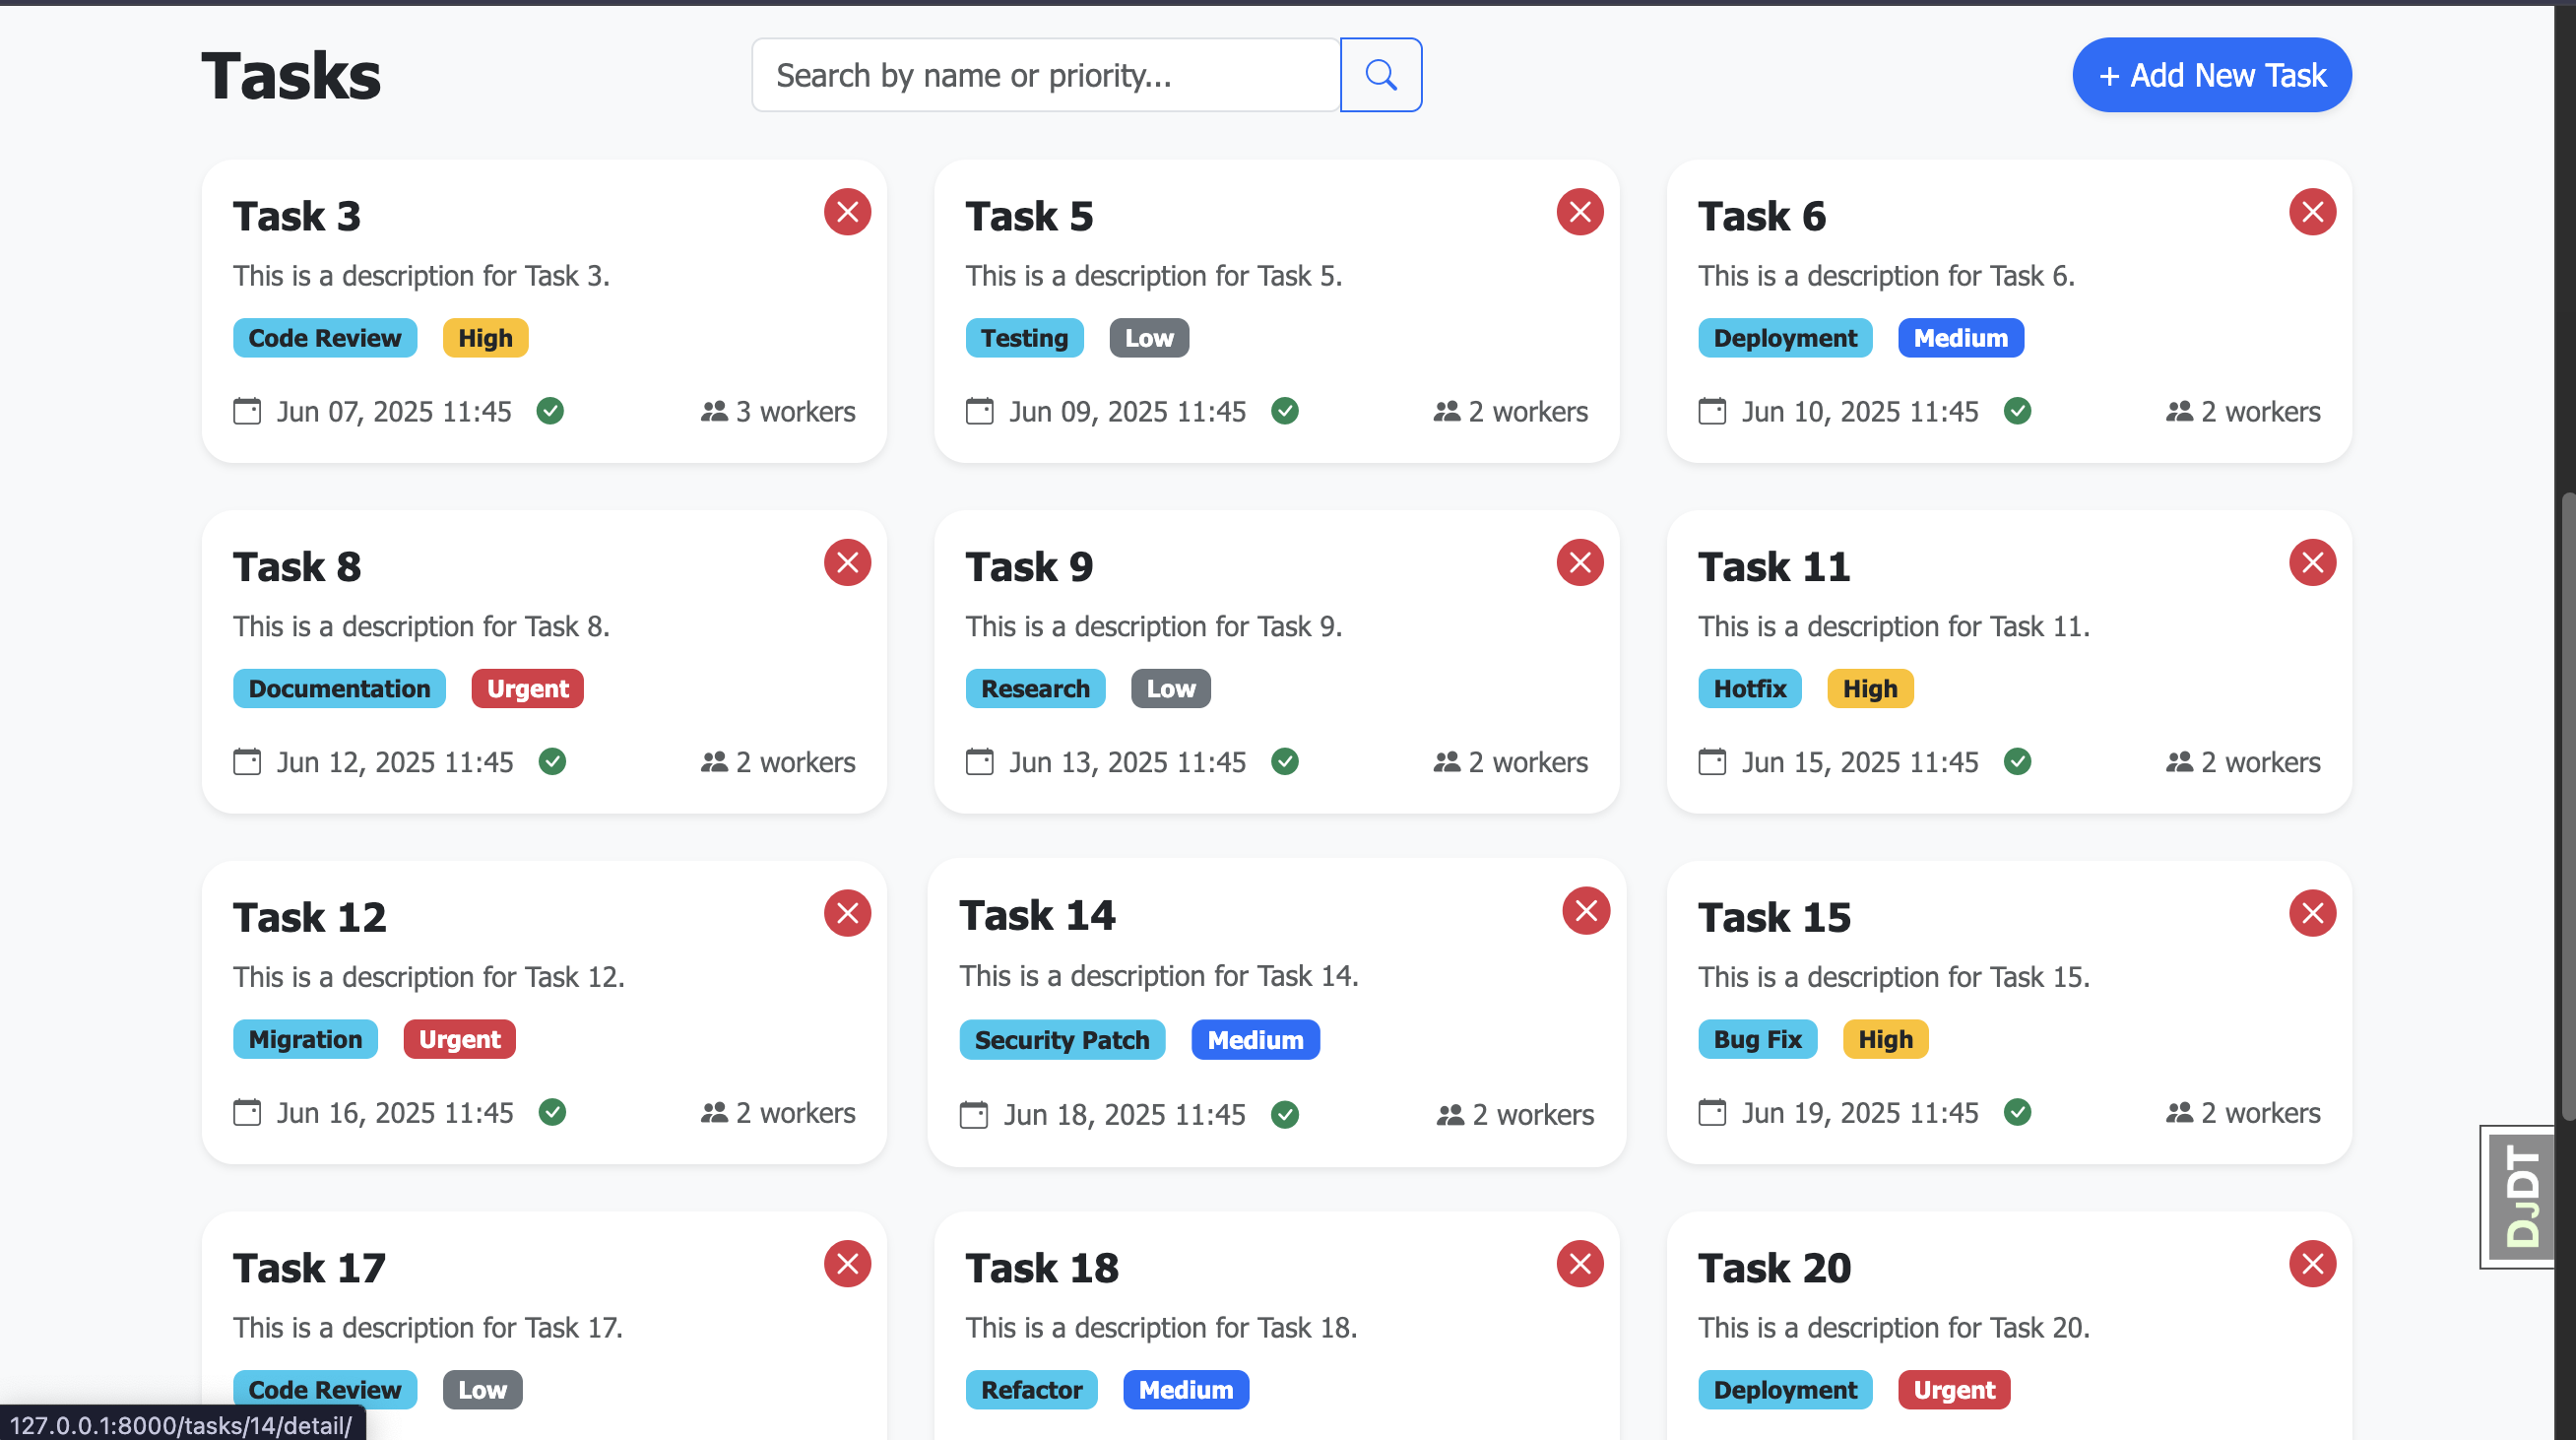 Tasks
Search by name or priority...
+ Add New Task
Task 3
This is a description for Task 3.
Code Review High
Jun 07, 2025 11:45 3 workers
Task 5
This is a description for Task 5.
Testing Low
Jun 09, 2025 11:45 2 workers
Task 6
This is a description for Task 6.
Deployment Medium
Jun 10, 2025 11:45 2 workers
Task 8
This is a description for Task 8.
Documentation Urgent
Jun 12, 2025 11:45 2 workers
Task 9
This is a description for Task 9.
Research Low
Jun 13, 2025 11:45 2 workers
Task 11
This is a description for Task 11.
Hotfix High
Jun 15, 2025 11:45 2 workers
Task 12
This is a description for Task 12.
Migration Urgent
Jun 16, 2025 11:45 2 workers
Task 14
This is a description for Task 14.
Security Patch Medium
Jun 18, 2025 11:45 2 workers
Task 15
This is a description for Task 15.
Bug Fix High
Jun 19, 2025 11:45 2 workers
Task 17
This is a description for Task 17.
Code Review Low
Task 18
This is a description for Task 18.
Refactor Medium
Task 20
This is a description for Task 20.
Deployment Urgent
DJDT
127.0.0.1:8000/tasks/14/detail/